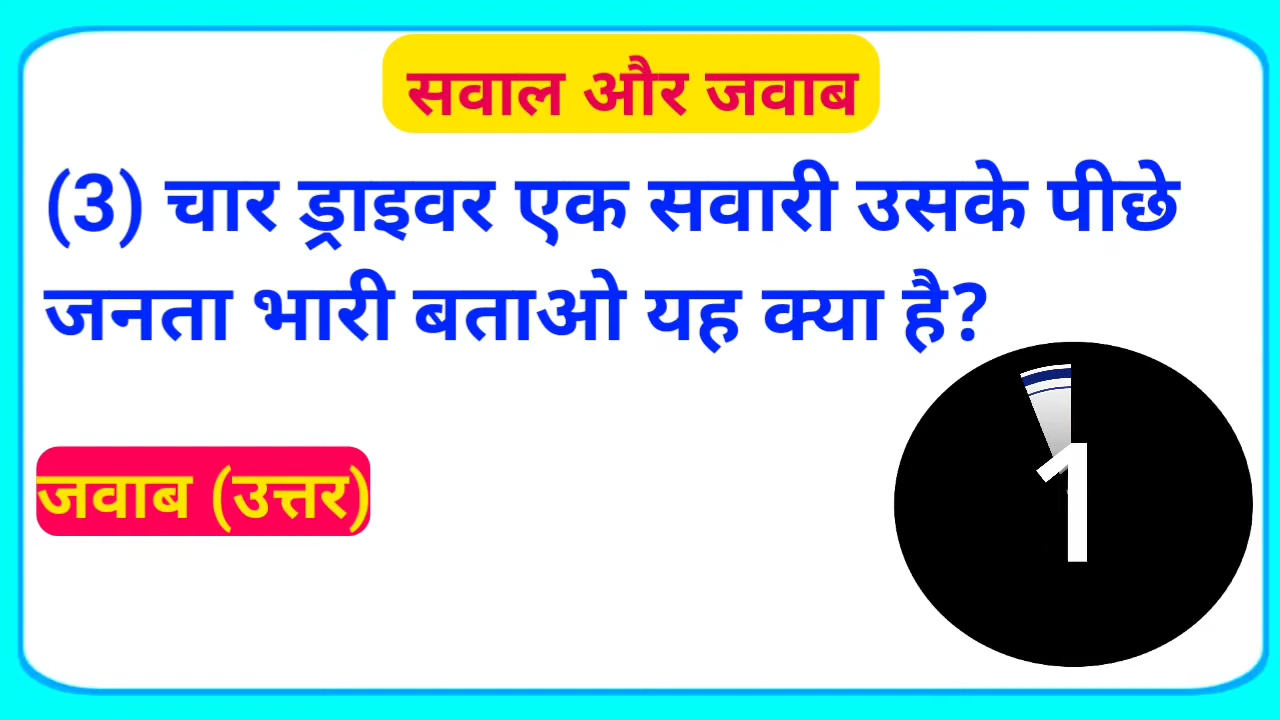 सवाल और जवाब
(3) चार ड्राइवर एक सवारी उसके पीछे
जनता भारी बताओ यह क्या है?
जवाब (उत्तर)
1